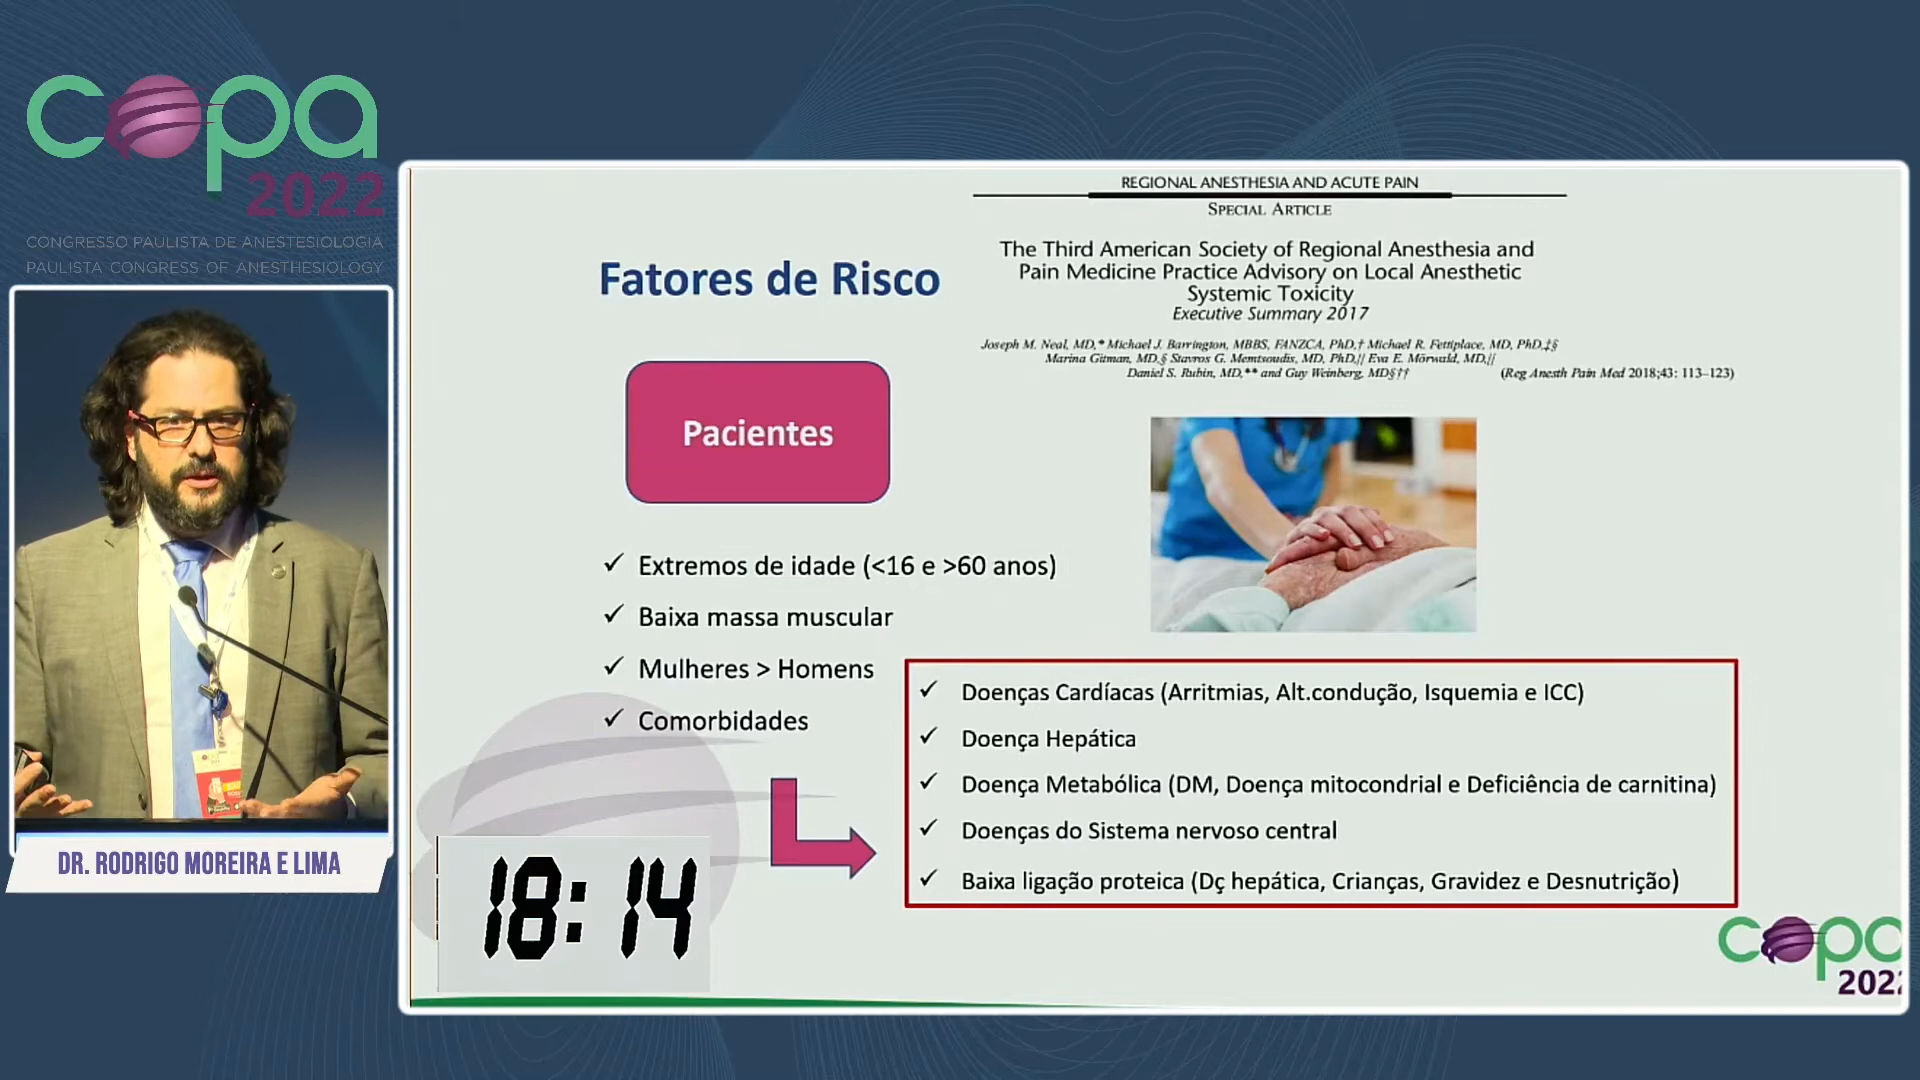 copa
2022
CONGRESSO PAULISTA DE ANESTESIOLOGIA
PAULISTA CONGRESS OF ANESTHESIOLOGY
DR. RODRIGO MOREIRA E LIMA
REGIONAL ANESTHESIA AND ACUTE PAIN
SPECIAL ARTICLE
The Third American Society of Regional Anesthesia and
Pain Medicine Practice Advisory on Local Anesthetic
Systemic Toxicity
Executive Summary 2017
Joseph M. Neal, MD,* Michael J. Barrington, MBBS, FANZCA, PhD,† Michael R. Fettiplace, MD, PhD,‡§
Marina Gitman, MD,§ Stavros G. Memtsoudis, MD, PhD,|| Eva E. Mörwald, MD,||
Daniel S. Rubin, MD,** and Guy Weinberg, MD§††
(Reg Anesth Pain Med 2018;43: 113–123)
Fatores de Risco
Pacientes
✓ Extremos de idade (<16 e >60 anos)
✓ Baixa massa muscular
✓ Mulheres > Homens
✓ Comorbidades
✓ Doenças Cardíacas (Arritmias, Alt.condução, Isquemia e ICC)
✓ Doença Hepática
✓ Doença Metabólica (DM, Doença mitocondrial e Deficiência de carnitina)
✓ Doenças do Sistema nervoso central
✓ Baixa ligação proteica (Dç hepática, Crianças, Gravidez e Desnutrição)
18:14
copa
2022